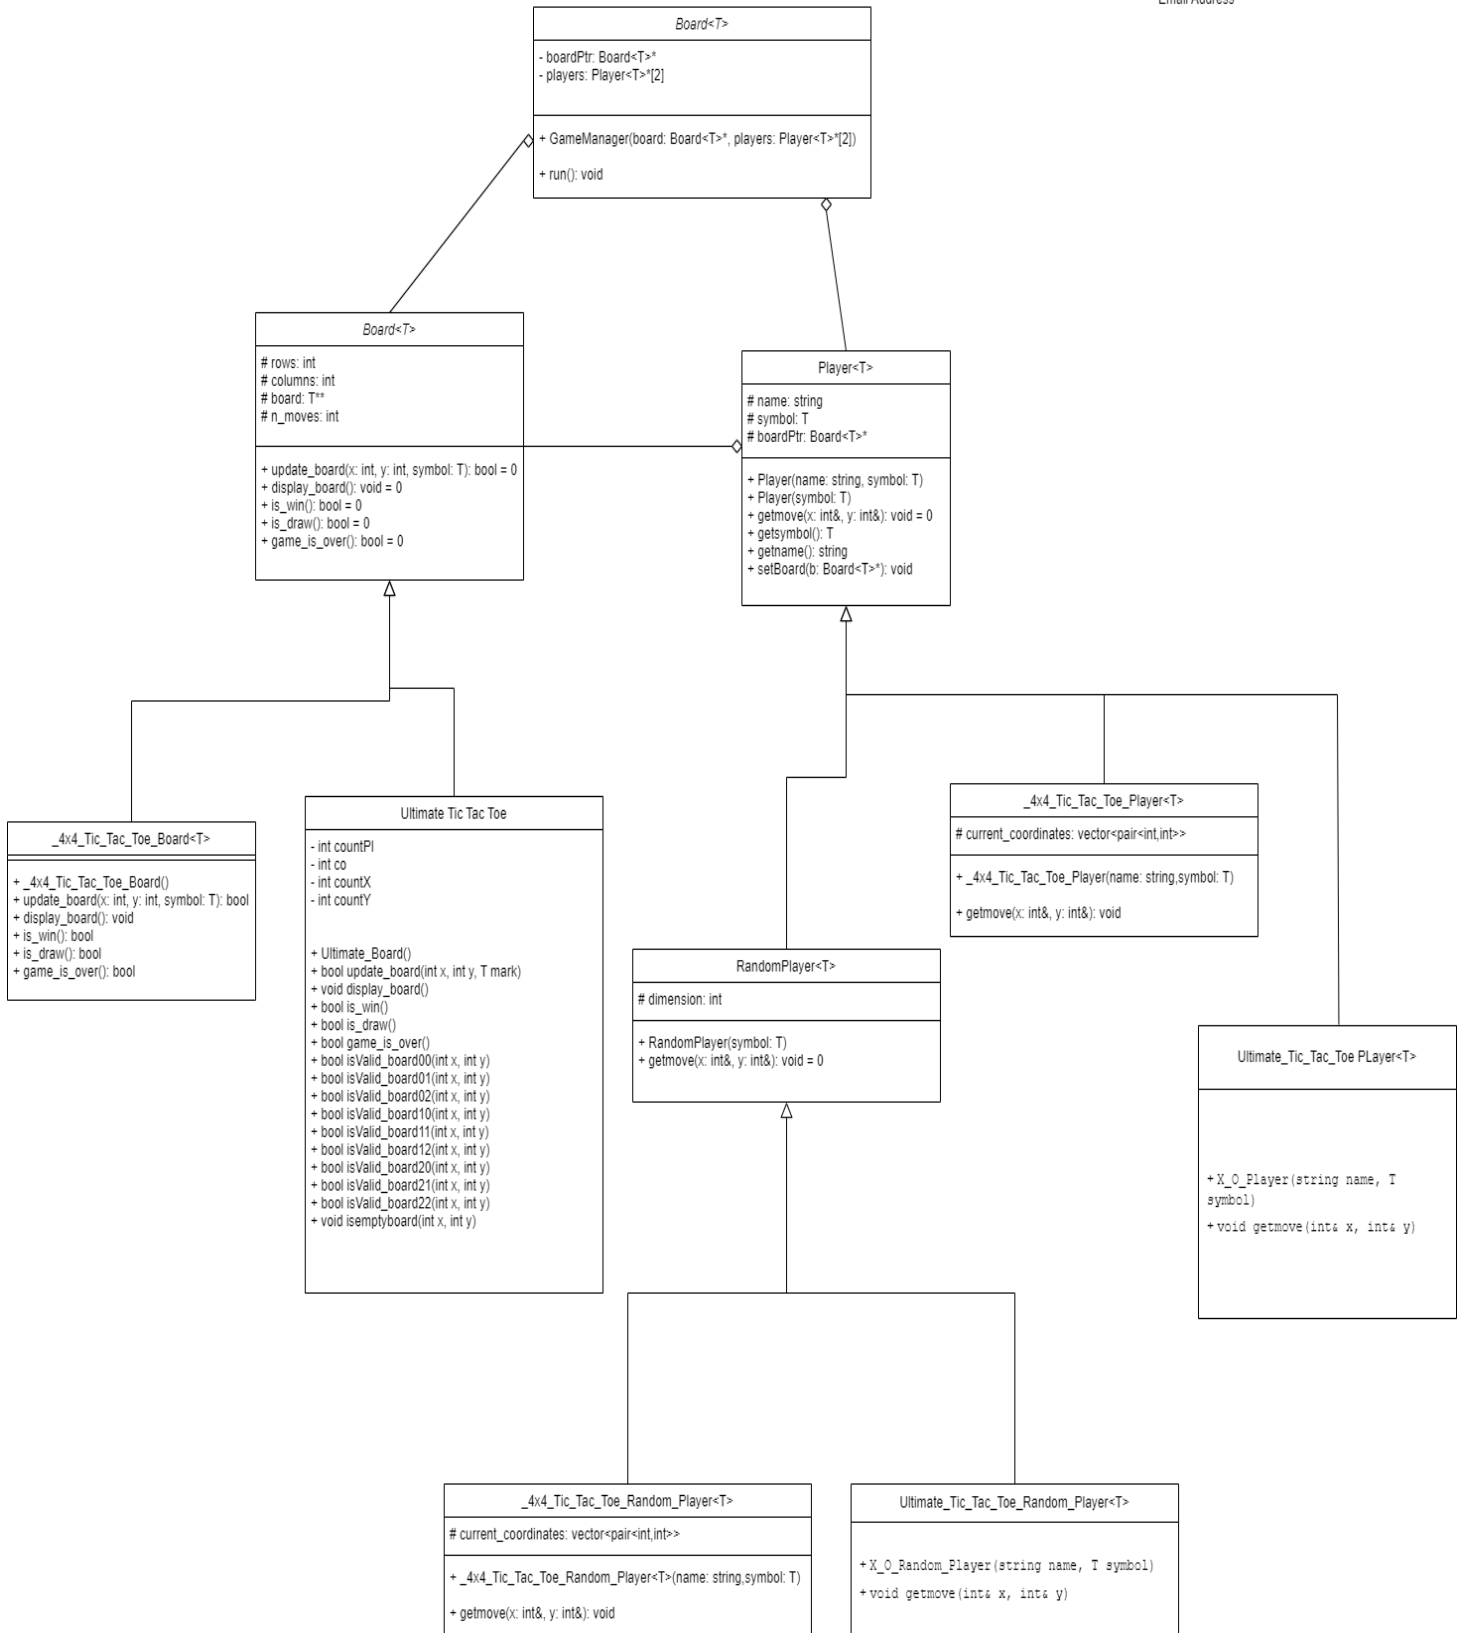 Email Address
Board<T>
- boardPtr: Board<T>*
- players: Player<T>*[2]
+ GameManager(board: Board<T>*, players: Player<T>*[2])
+ run(): void
Board<T>
# rows: int
# columns: int
# board: T**
# n_moves: int
+ update_board(x: int, y: int, symbol: T): bool = 0
+ display_board(): void = 0
+ is_win(): bool = 0
+ is_draw(): bool = 0
+ game_is_over(): bool = 0
Player<T>
# name: string
# symbol: T
# boardPtr: Board<T>*
+ Player(name: string, symbol: T)
+ Player(symbol: T)
+ getmove(x: int&, y: int&): void = 0
+ getsymbol(): T
+ getname(): string
+ setBoard(b: Board<T>*): void
_4x4_Tic_Tac_Toe_Board<T>
+ _4x4_Tic_Tac_Toe_Board()
+ update_board(x: int, y: int, symbol: T): bool
+ display_board(): void
+ is_win(): bool
+ is_draw(): bool
+ game_is_over(): bool
Ultimate Tic Tac Toe
- int countPl
- int co
- int countX
- int countY
+ Ultimate_Board()
+ bool update_board(int x, int y, T mark)
+ void display_board()
+ bool is_win()
+ bool is_draw()
+ bool game_is_over()
+ bool isValid_board00(int x, int y)
+ bool isValid_board01(int x, int y)
+ bool isValid_board02(int x, int y)
+ bool isValid_board10(int x, int y)
+ bool isValid_board11(int x, int y)
+ bool isValid_board12(int x, int y)
+ bool isValid_board20(int x, int y)
+ bool isValid_board21(int x, int y)
+ bool isValid_board22(int x, int y)
+ void isemptyboard(int x, int y)
_4x4_Tic_Tac_Toe_Player<T>
# current_coordinates: vector<pair<int,int>>
+ _4x4_Tic_Tac_Toe_Player(name: string,symbol: T)
+ getmove(x: int&, y: int&): void
RandomPlayer<T>
# dimension: int
+ RandomPlayer(symbol: T)
+ getmove(x: int&, y: int&): void = 0
Ultimate_Tic_Tac_Toe PLayer<T>
+ X_O_Player(string name, T
symbol)
+ void getmove(int& x, int& y)
_4x4_Tic_Tac_Toe_Random_Player<T>
# current_coordinates: vector<pair<int,int>>
+ _4x4_Tic_Tac_Toe_Random_Player<T>(name: string,symbol: T)
+ getmove(x: int&, y: int&): void
Ultimate_Tic_Tac_Toe_Random_Player<T>
+ X_O_Random_Player(string name, T symbol)
+ void getmove(int& x, int& y)